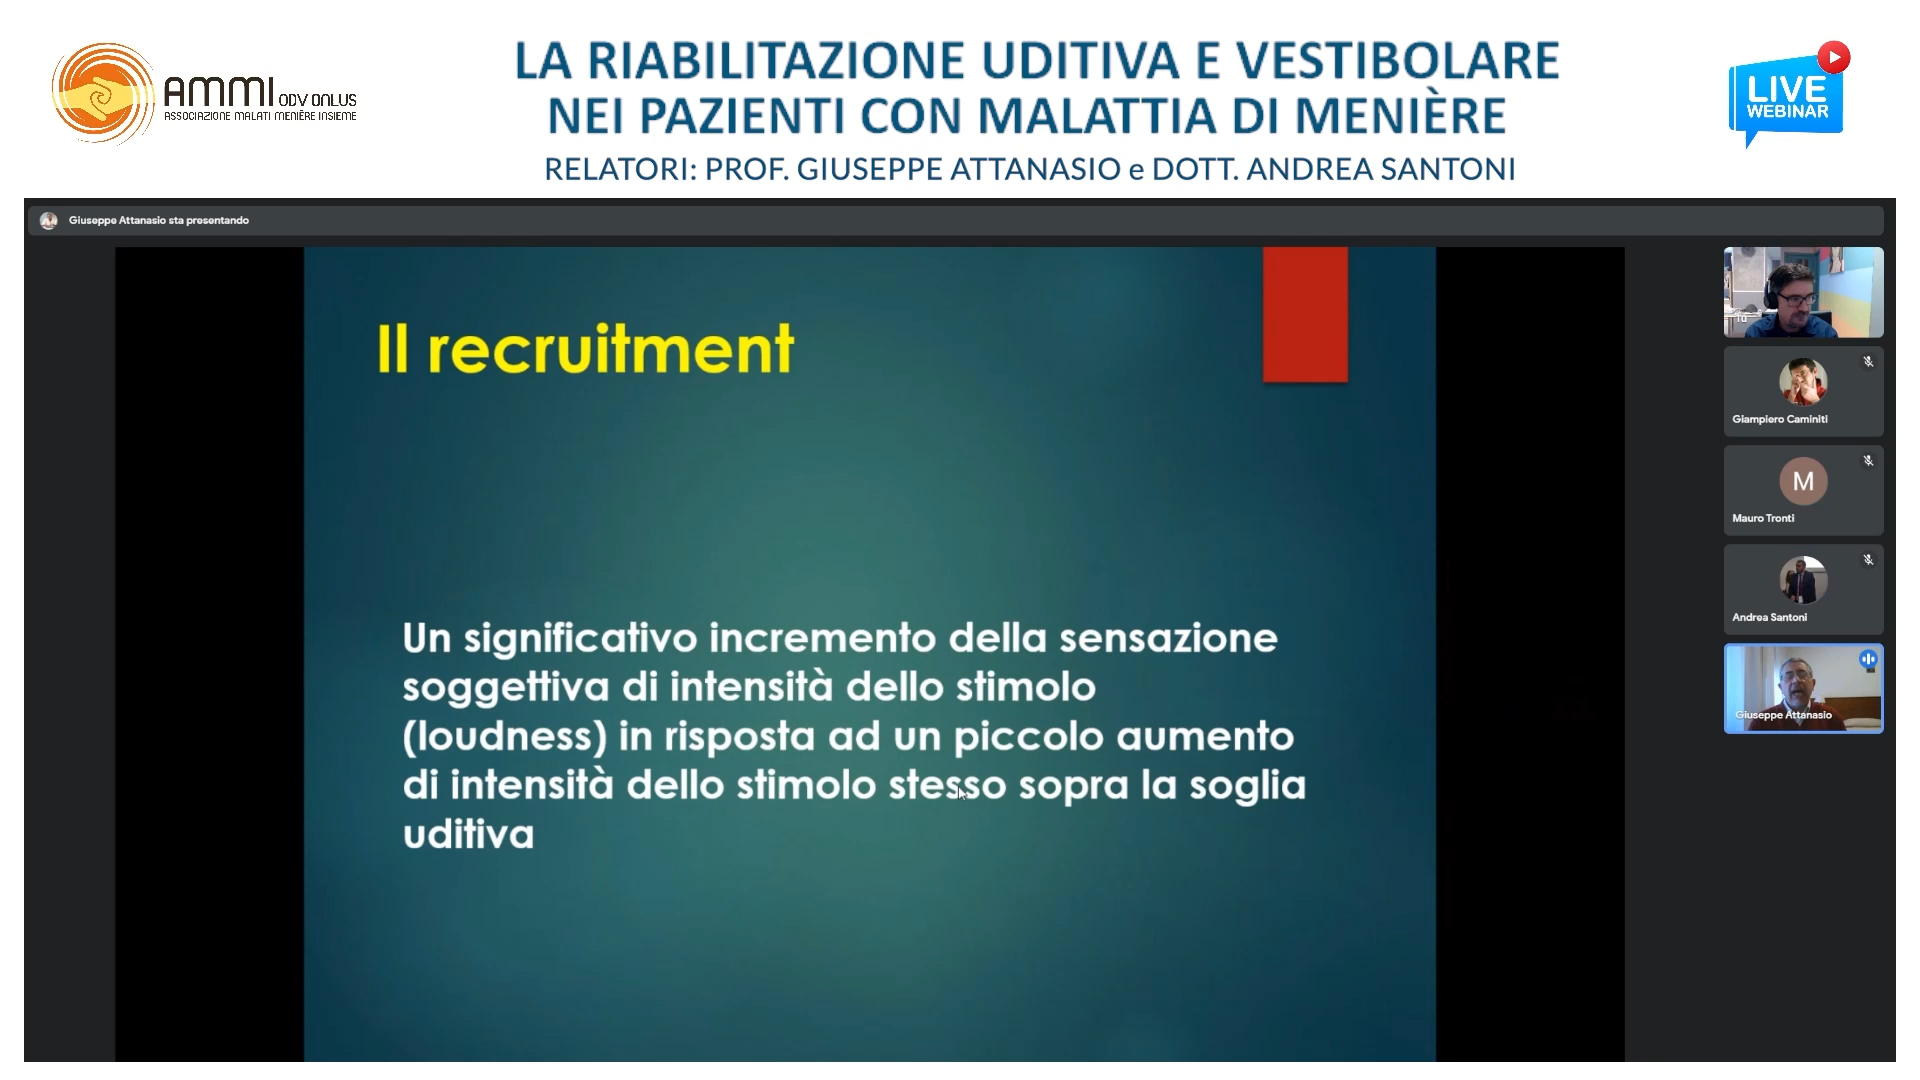 AMMI ODV ONLUS
ASSOCIAZIONE MALATI MENIÈRE INSIEME
LA RIABILITAZIONE UDITIVA E VESTIBOLARE
NEI PAZIENTI CON MALATTIA DI MENIÈRE
RELATORI: PROF. GIUSEPPE ATTANASIO e DOTT. ANDREA SANTONI
LIVE
WEBINAR
Giuseppe Attanasio sta presentando
Il recruitment
Un significativo incremento della sensazione
soggettiva di intensità dello stimolo
(loudness) in risposta ad un piccolo aumento
di intensità dello stimolo stesso sopra la soglia
uditiva
Tu
Giampiero Caminiti
M
Mauro Tronti
Andrea Santoni
Giuseppe Attanasio